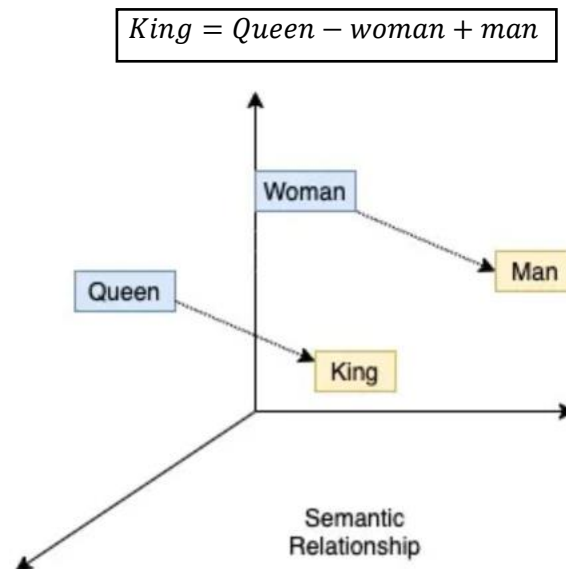 King = Queen − woman + man
Woman
Man
Queen
King
Semantic
Relationship